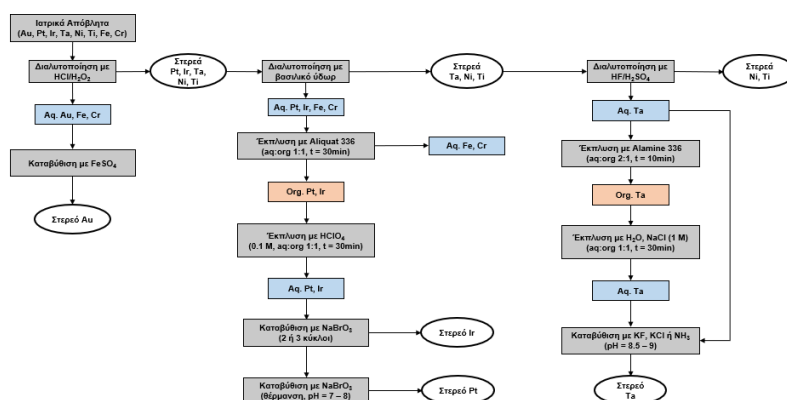 Ιατρικά Απόβλητα
(Au, Pt, Ir, Ta, Ni, Ti, Fe, Cr)
Διαλυτοποίηση με
HCl/H₂O₂
Aq. Au, Fe, Cr
Καταβύθιση με FeSO₄
Στερεό Au
Στερεά
Pt, Ir, Ta,
Ni, Ti
Διαλυτοποίηση με
βασιλικό ύδωρ
Aq. Pt, Ir, Fe, Cr
Έκπλυση με Aliquat 336
(aq:org 1:1, t = 30min)
Aq. Fe, Cr
Org. Pt, Ir
Έκπλυση με HClO₄
(0.1 M, aq:org 1:1, t = 30min)
Aq. Pt, Ir
Καταβύθιση με NaBrO₃
(2 ή 3 κύκλοι)
Στερεό Ir
Καταβύθιση με NaBrO₃
(θέρμανση, pH = 7 – 8)
Στερεό Pt
Στερεά
Ta, Ni, Ti
Διαλυτοποίηση με
HF/H₂SO₄
Στερεά
Ni, Ti
Aq. Ta
Έκπλυση με Alamine 336
(aq:org 2:1, t = 10min)
Org. Ta
Έκπλυση με H₂O, NaCl (1 M)
(aq:org 1:1, t = 30min)
Aq. Ta
Καταβύθιση με KF, KCl ή NH₃
(pH = 8.5 – 9)
Στερεό
Ta